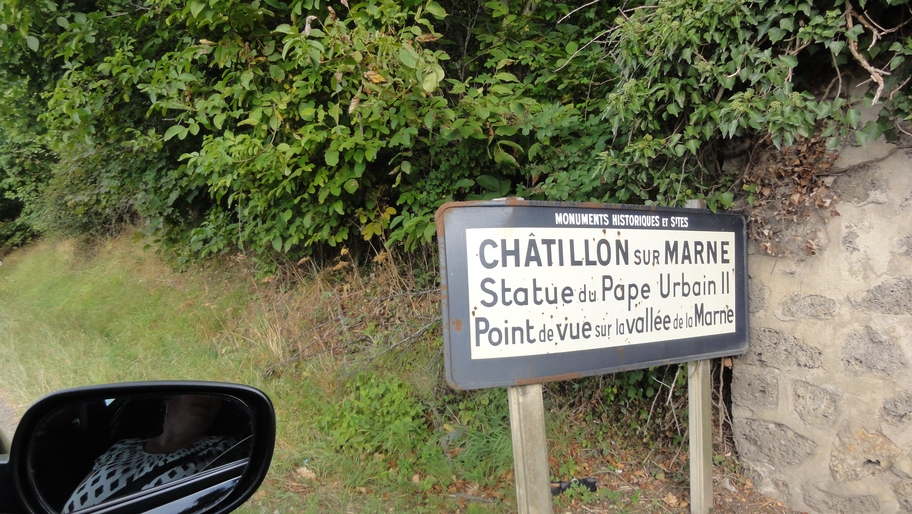 MONUMENTS HISTORIQUES ET SITES
CHÂTILLON SUR MARNE
Statue du Pape Urbain II
Point de vue sur la vallée de la Marne